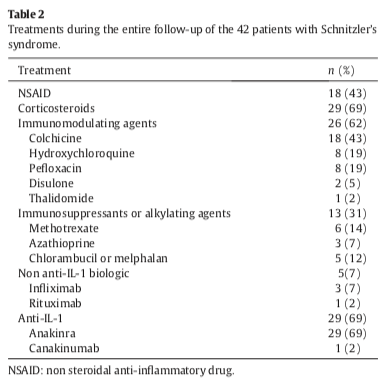 Table 2
Treatments during the entire follow-up of the 42 patients with Schnitzler's
syndrome.
Treatment n (%)
NSAID 18 (43)
Corticosteroids 29 (69)
Immunomodulating agents 26 (62)
Colchicine 18 (43)
Hydroxychloroquine 8 (19)
Pefloxacin 8 (19)
Disulone 2 (5)
Thalidomide 1 (2)
Immunosuppressants or alkylating agents 13 (31)
Methotrexate 6 (14)
Azathioprine 3 (7)
Chlorambucil or melphalan 5 (12)
Non anti-IL-1 biologic 5(7)
Infliximab 3 (7)
Rituximab 1 (2)
Anti-IL-1 29 (69)
Anakinra 29 (69)
Canakinumab 1 (2)
NSAID: non steroidal anti-inflammatory drug.